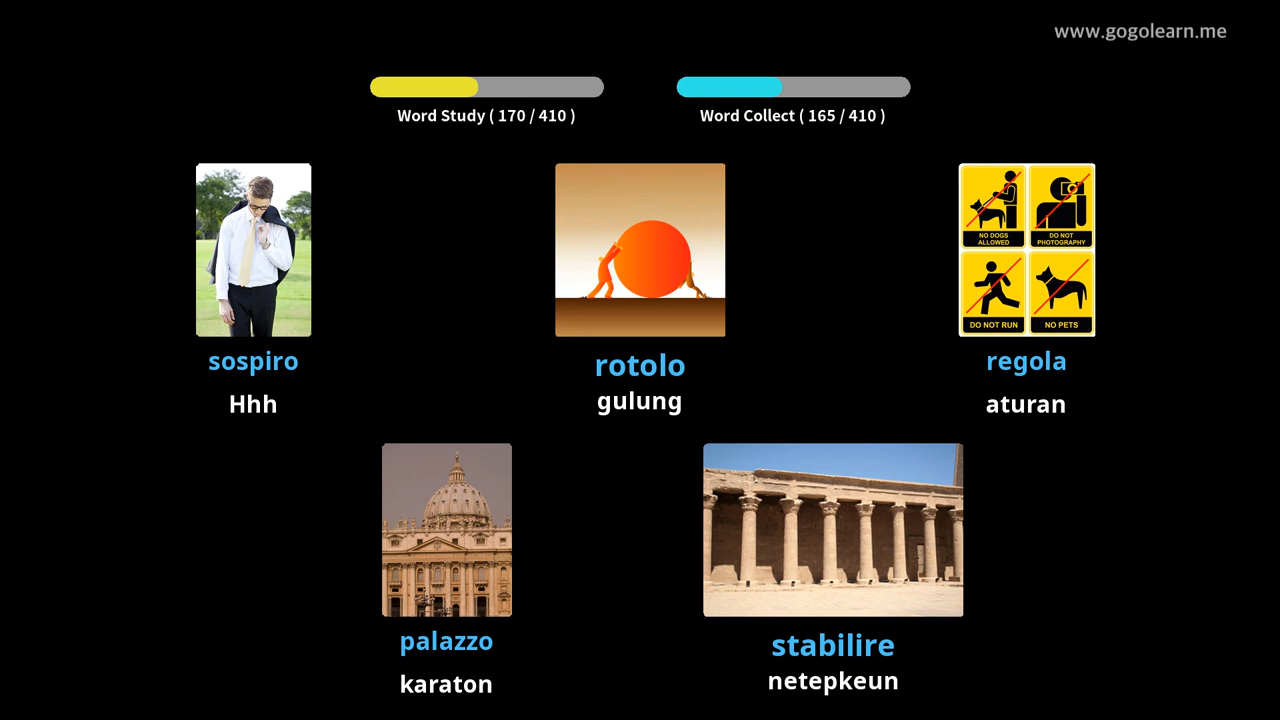 www.gogolearn.me
Word Study ( 170 / 410 )
Word Collect ( 165 / 410 )
NO DOGS
ALLOWED
DO NOT
PHOTOGRAPHY
DO NOT RUN
NO PETS
sospiro
Hhh
rotolo
gulung
regola
aturan
palazzo
karaton
stabilire
netepkeun